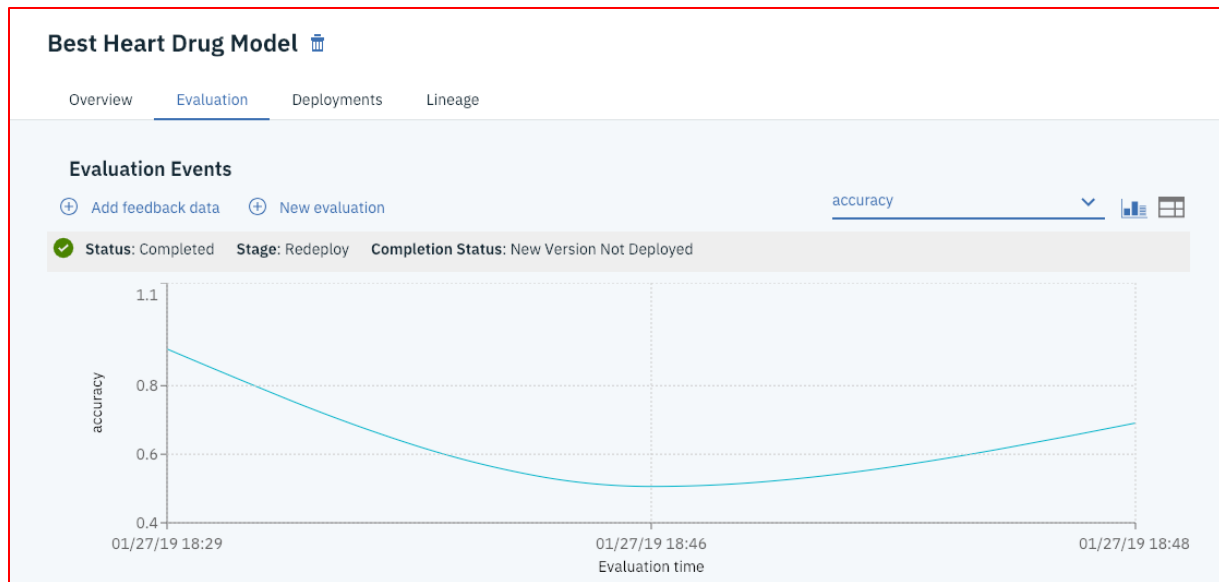 Best Heart Drug Model
Overview Evaluation Deployments Lineage
Evaluation Events
Add feedback data New evaluation accuracy
Status: Completed Stage: Redeploy Completion Status: New Version Not Deployed
1.1
0.8
accuracy
0.6
0.4
01/27/19 18:29 01/27/19 18:46 01/27/19 18:48
Evaluation time